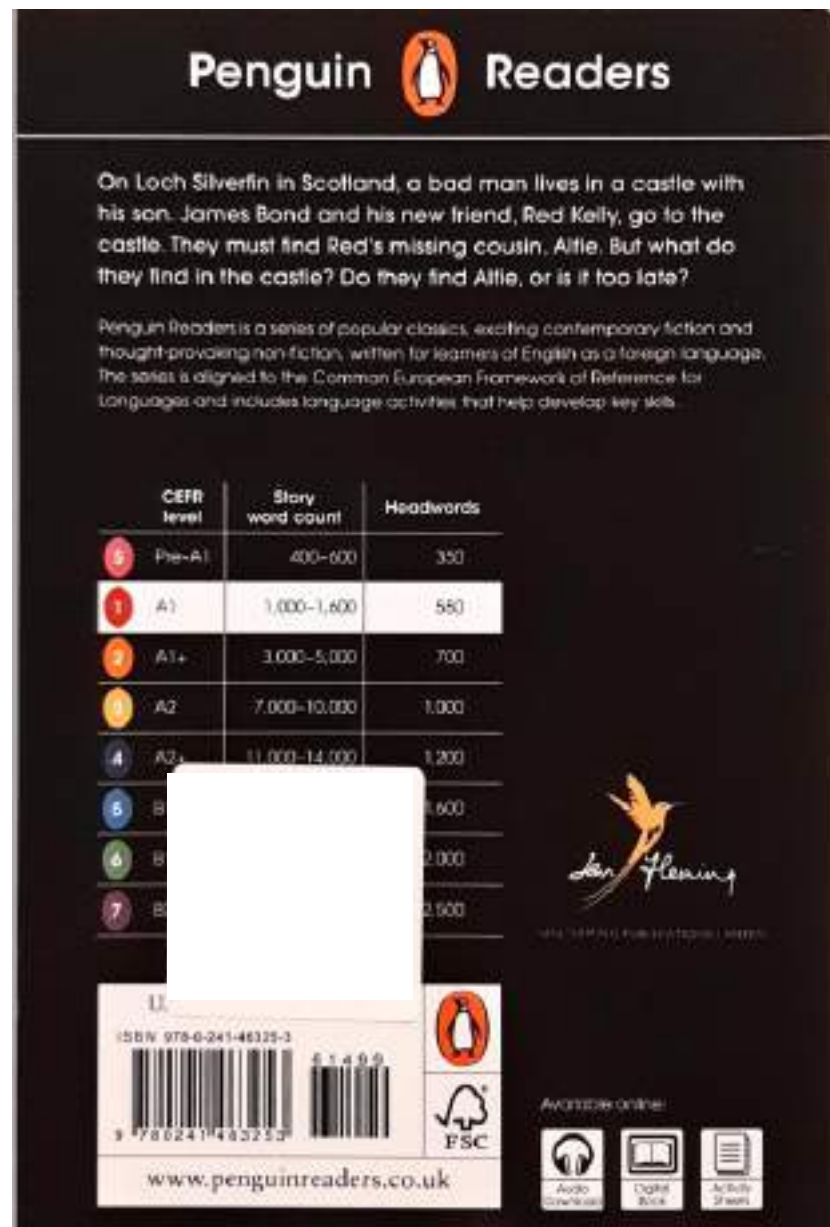 Penguin Readers
On Loch Silverfin in Scotland, a bad man lives in a castle with
his son. James Bond and his new friend, Red Kelly, go to the
castle. They must find Red's missing cousin, Alfie. But what do
they find in the castle? Do they find Alfie, or is it too late?
Penguin Readers is a series of popular classics, exciting contemporary fiction and
thought-provoking non-fiction, written for learners of English as a foreign language.
The series is aligned to the Common European Framework of Reference for
Languages and includes language activities that help develop key skills.
CEFR level Story word count Headwords
S Pre-A1 400–600 350
1 A1 1,000–1,600 550
2 A1+ 3,000–5,000 700
3 A2 7,000–10,000 1,000
4 A2+ 11,000–14,000 1,200
5 B 1,600
6 B 2,000
7 B 2,500
Ian Fleming
IAN FLEMING PUBLICATIONS LIMITED
ISBN 978-0-241-46325-3
61499
9 780241 463253
FSC
www.penguinreaders.co.uk
Available online:
Audio Download
Digital Book
Activity Sheets